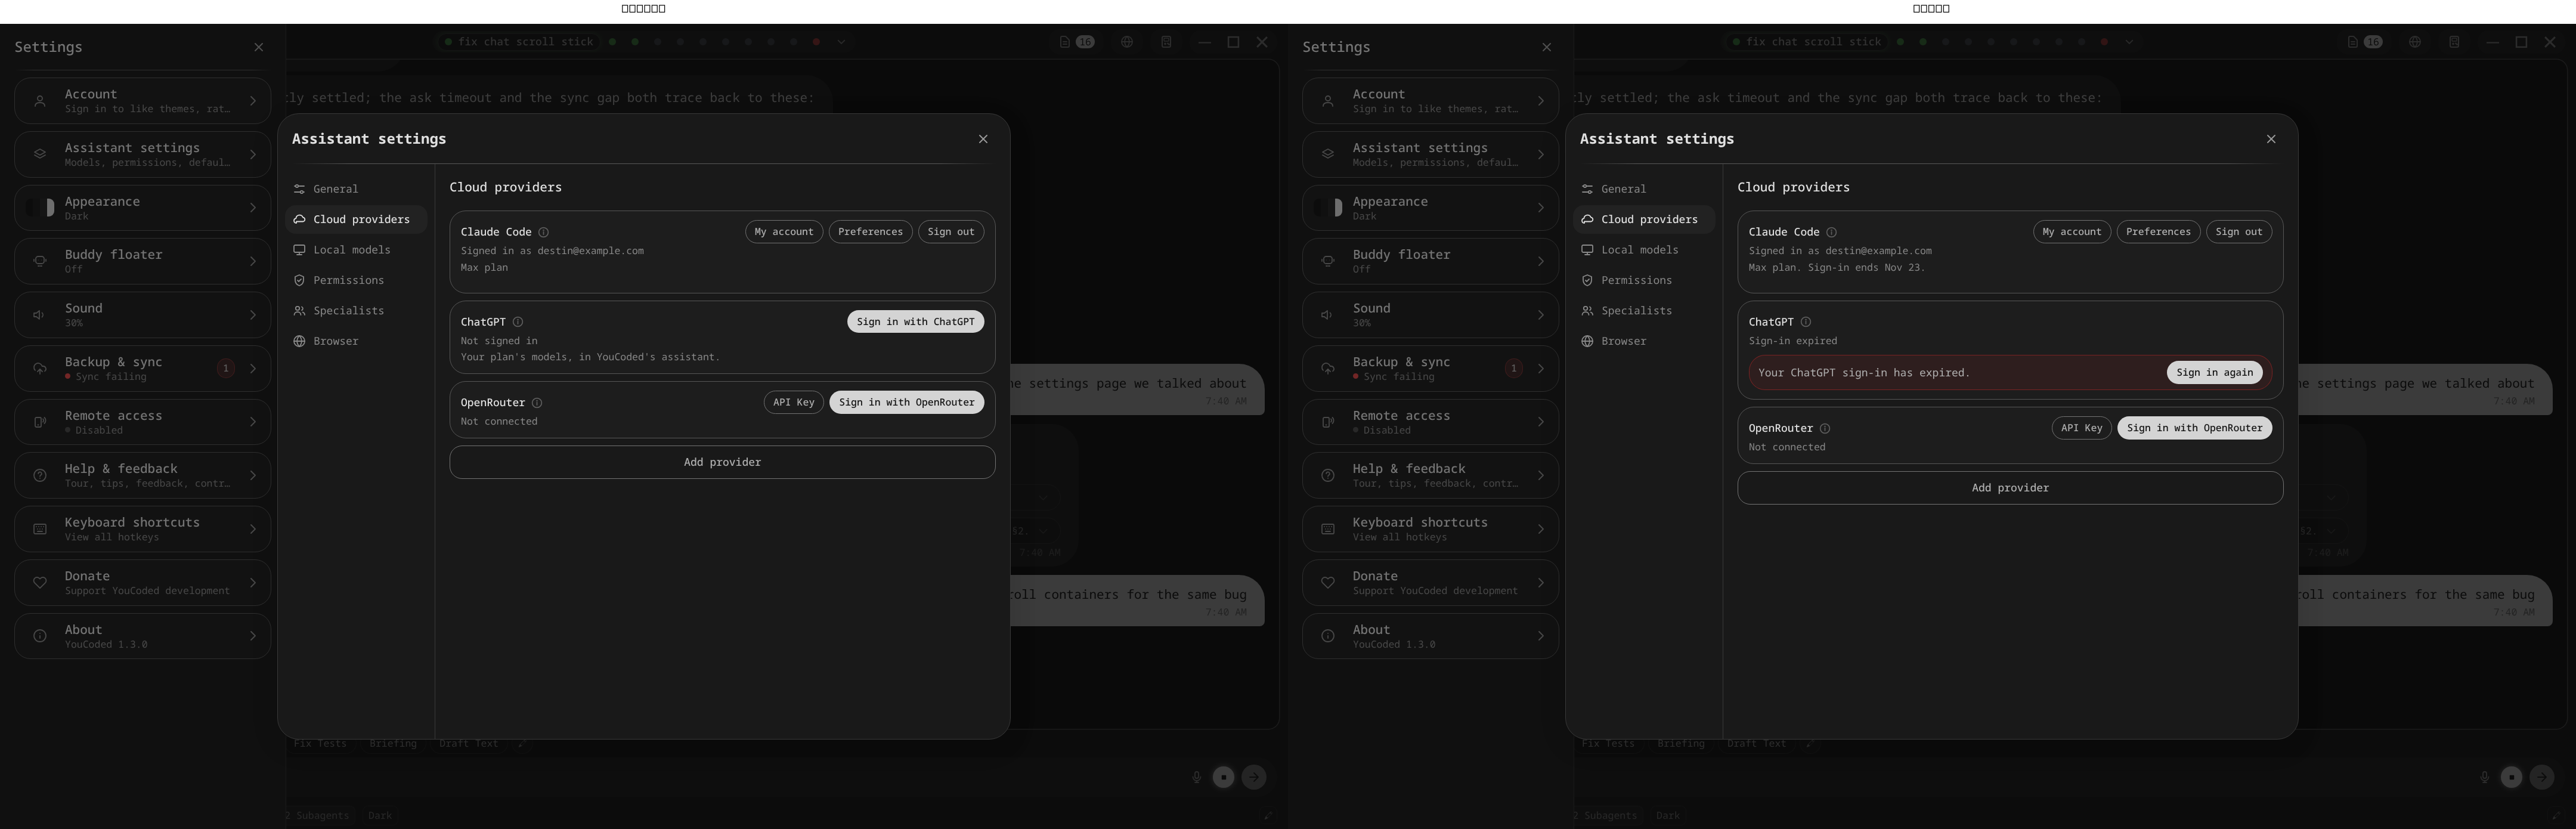 Settings
fix chat scroll stick
16
Account
Sign in to like themes, rat…
Assistant settings
Models, permissions, defaul…
Appearance
Dark
Buddy floater
Off
Sound
30%
Backup & sync
Sync failing
1
Remote access
Disabled
Help & feedback
Tour, tips, feedback, contr…
Keyboard shortcuts
View all hotkeys
Donate
Support YouCoded development
About
YouCoded 1.3.0
settled; the ask timeout and the sync gap both trace back to these:
Assistant settings
General
Cloud providers
Local models
Permissions
Specialists
Browser
Cloud providers
Claude Code
My account
Preferences
Sign out
Signed in as destin@example.com
Max plan
ChatGPT
Sign in with ChatGPT
Not signed in
Your plan's models, in YouCoded's assistant.
OpenRouter
API Key
Sign in with OpenRouter
Not connected
Add provider
settings page we talked about
7:40 AM
7:40 AM
containers for the same bug
7:40 AM
Fix Tests
Briefing
Draft Text
2 Subagents
Dark
Settings
fix chat scroll stick
16
Account
Sign in to like themes, rat…
Assistant settings
Models, permissions, defaul…
Appearance
Dark
Buddy floater
Off
Sound
30%
Backup & sync
Sync failing
1
Remote access
Disabled
Help & feedback
Tour, tips, feedback, contr…
Keyboard shortcuts
View all hotkeys
Donate
Support YouCoded development
About
YouCoded 1.3.0
settled; the ask timeout and the sync gap both trace back to these:
Assistant settings
General
Cloud providers
Local models
Permissions
Specialists
Browser
Cloud providers
Claude Code
My account
Preferences
Sign out
Signed in as destin@example.com
Max plan. Sign-in ends Nov 23.
ChatGPT
Sign-in expired
Your ChatGPT sign-in has expired.
Sign in again
OpenRouter
API Key
Sign in with OpenRouter
Not connected
Add provider
settings page we talked about
7:40 AM
7:40 AM
containers for the same bug
7:40 AM
Fix Tests
Briefing
Draft Text
2 Subagents
Dark